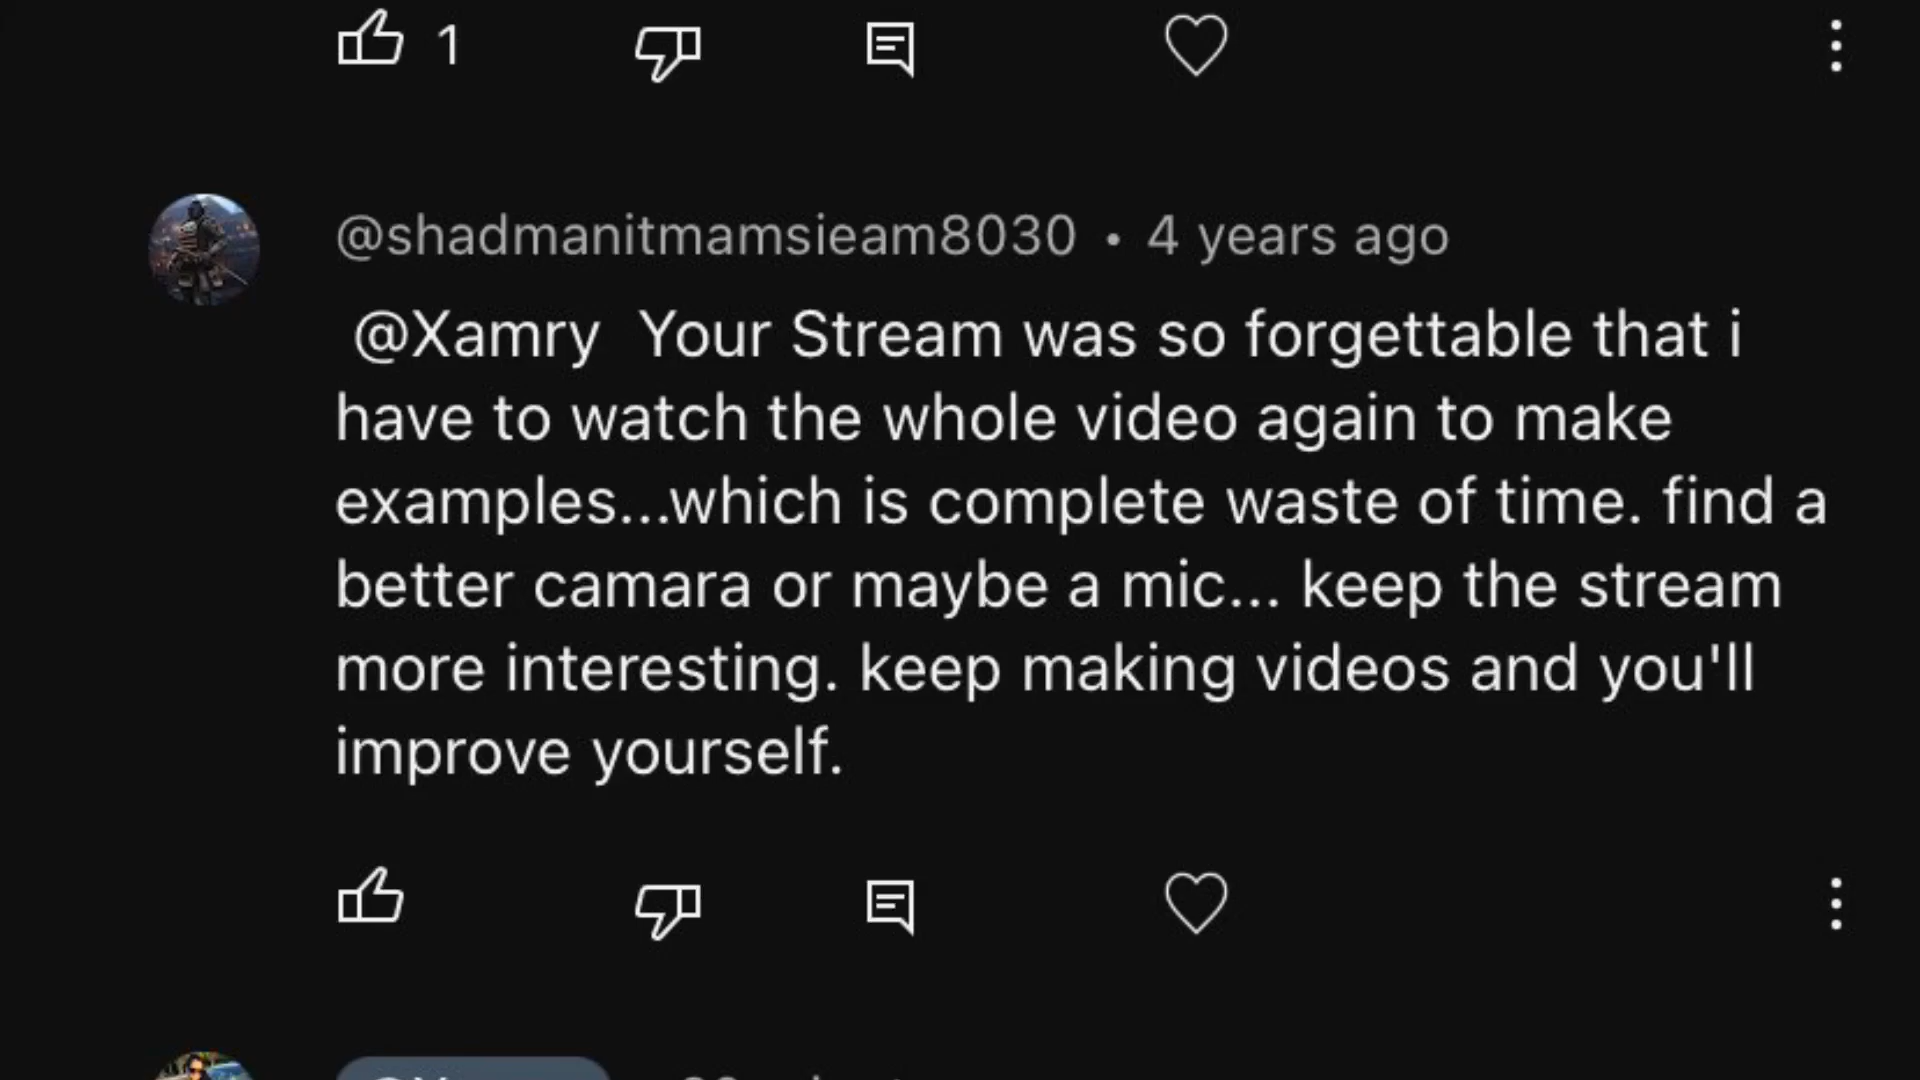 1
@shadmanitmamsieam8030 • 4 years ago
@Xamry Your Stream was so forgettable that i
have to watch the whole video again to make
examples...which is complete waste of time. find a
better camara or maybe a mic... keep the stream
more interesting. keep making videos and you'll
improve yourself.